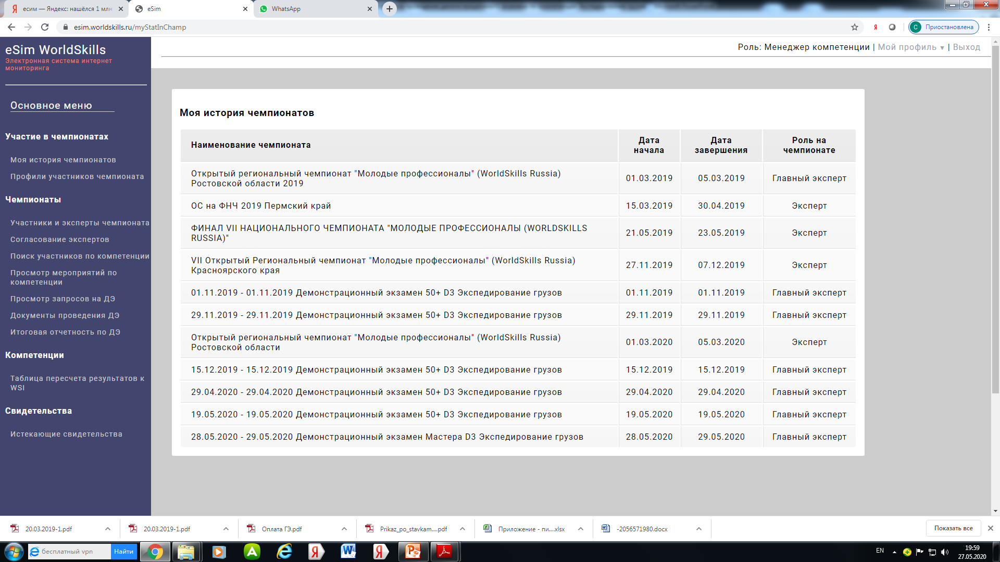 есим — Яндекс: нашёлся 1 млн
eSim
WhatsApp
esim.worldskills.ru/myStatInChamp
Я
С
Приостановлена
eSim WorldSkills
Электронная система интернет
мониторинга
Роль: Менеджер компетенции | Мой профиль ▼ | Выход
Основное меню
Участие в чемпионатах
Моя история чемпионатов
Профили участников чемпионата
Чемпионаты
Участники и эксперты чемпионата
Согласование экспертов
Поиск участников по компетенции
Просмотр мероприятий по
компетенции
Просмотр запросов на ДЭ
Документы проведения ДЭ
Итоговая отчетность по ДЭ
Компетенции
Таблица пересчета результатов к
WSI
Свидетельства
Истекающие свидетельства
Моя история чемпионатов
Наименование чемпионата
Дата
начала
Дата
завершения
Роль на
чемпионате
Открытый региональный чемпионат "Молодые профессионалы" (WorldSkills Russia)
Ростовской области 2019
01.03.2019 05.03.2019 Главный эксперт
ОС на ФНЧ 2019 Пермский край 15.03.2019 30.04.2019 Эксперт
ФИНАЛ VII НАЦИОНАЛЬНОГО ЧЕМПИОНАТА "МОЛОДЫЕ ПРОФЕССИОНАЛЫ (WORLDSKILLS
RUSSIA)"
21.05.2019 23.05.2019 Эксперт
VII Открытый Региональный чемпионат "Молодые профессионалы" (WorldSkills Russia)
Красноярского края
27.11.2019 07.12.2019 Эксперт
01.11.2019 - 01.11.2019 Демонстрационный экзамен 50+ D3 Экспедирование грузов 01.11.2019 01.11.2019 Главный эксперт
29.11.2019 - 29.11.2019 Демонстрационный экзамен 50+ D3 Экспедирование грузов 29.11.2019 29.11.2019 Главный эксперт
Открытый региональный чемпионат "Молодые профессионалы" (WorldSkills Russia)
Ростовской области
01.03.2020 05.03.2020 Эксперт
15.12.2019 - 15.12.2019 Демонстрационный экзамен 50+ D3 Экспедирование грузов 15.12.2019 15.12.2019 Главный эксперт
29.04.2020 - 29.04.2020 Демонстрационный экзамен 50+ D3 Экспедирование грузов 29.04.2020 29.04.2020 Главный эксперт
19.05.2020 - 19.05.2020 Демонстрационный экзамен 50+ D3 Экспедирование грузов 19.05.2020 19.05.2020 Главный эксперт
28.05.2020 - 29.05.2020 Демонстрационный экзамен Мастера D3 Экспедирование грузов 28.05.2020 29.05.2020 Главный эксперт
20.03.2019-1.pdf
20.03.2019-1.pdf
Оплата ГЭ.pdf
Prikaz_po_stavkam....pdf
Приложение - пи....xlsx
-2056571980.docx
Показать все
бесплатный vpn
Найти
EN
19:59
27.05.2020